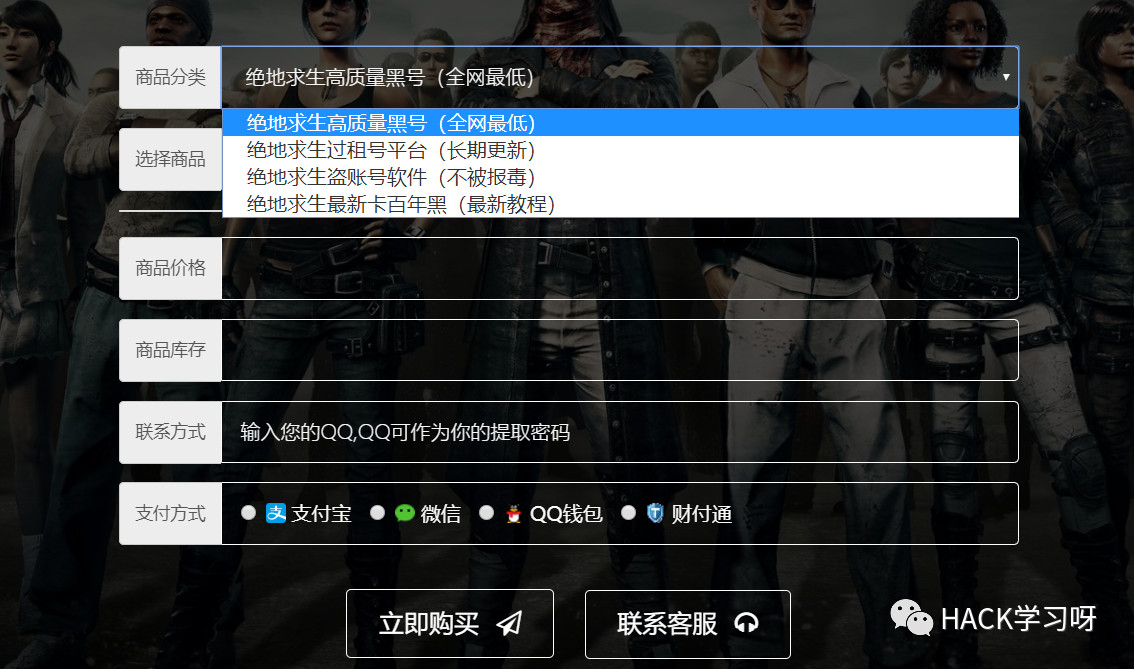 商品分类
绝地求生高质量黑号（全网最低）
绝地求生高质量黑号（全网最低）
绝地求生过租号平台（长期更新）
绝地求生盗账号软件（不被报毒）
绝地求生最新卡百年黑（最新教程）
选择商品
商品价格
商品库存
联系方式 输入您的QQ,QQ可作为你的提取密码
支付方式 支付宝 微信 QQ钱包 财付通
立即购买 联系客服
HACK学习呀